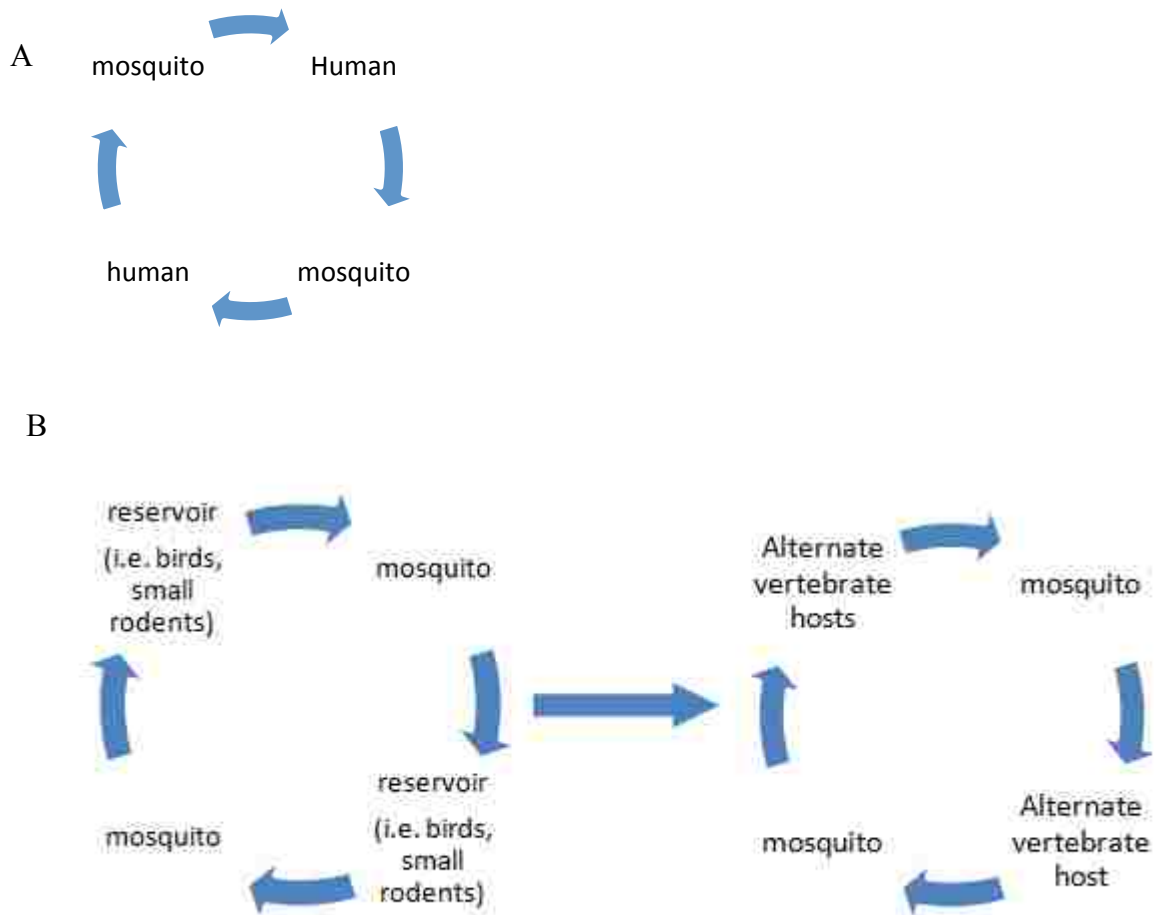 A
mosquito
Human
human
mosquito
B
reservoir
(i.e. birds,
small
rodents)
mosquito
reservoir
(i.e. birds,
small
rodents)
mosquito
Alternate
vertebrate
hosts
mosquito
Alternate
vertebrate
host
mosquito